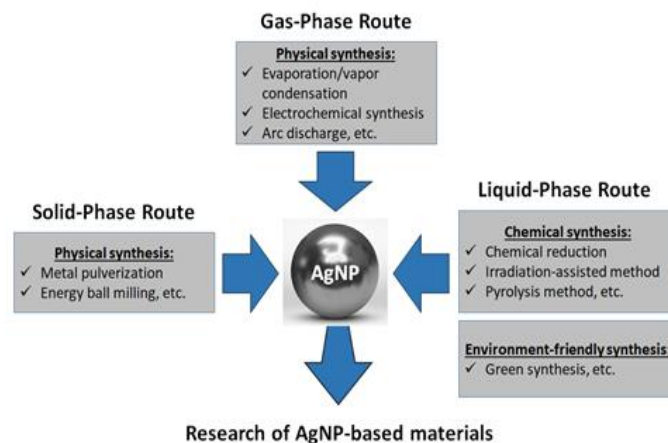 Gas-Phase Route
Physical synthesis:
✓ Evaporation/vapor
condensation
✓ Electrochemical synthesis
✓ Arc discharge, etc.
Solid-Phase Route
Physical synthesis:
✓ Metal pulverization
✓ Energy ball milling, etc.
AgNP
Liquid-Phase Route
Chemical synthesis:
✓ Chemical reduction
✓ Irradiation-assisted method
✓ Pyrolysis method, etc.
Environment-friendly synthesis:
✓ Green synthesis, etc.
Research of AgNP-based materials